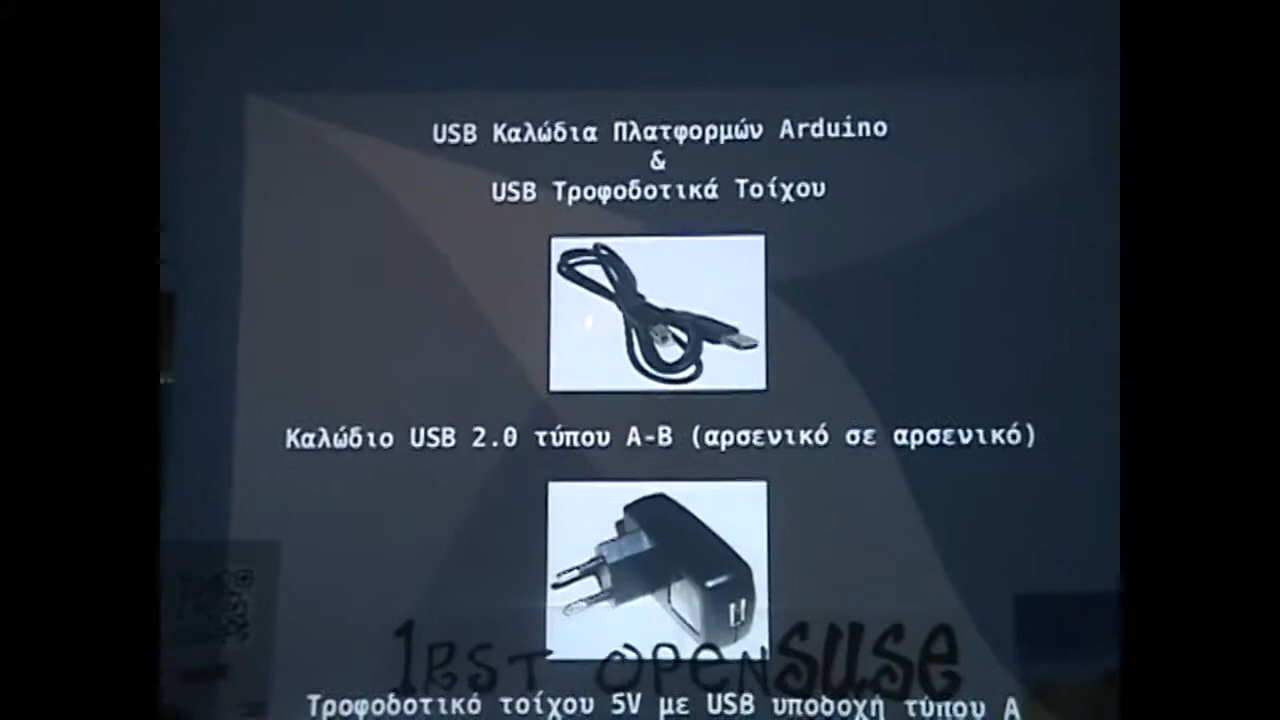 USB Καλώδια Πλατφορμών Arduino
&
USB Τροφοδοτικά Τοίχου
Καλώδιο USB 2.0 τύπου A-B (αρσενικό σε αρσενικό)
1est openSUSE
Τροφοδοτικό τοίχου 5V με USB υποδοχή τύπου A